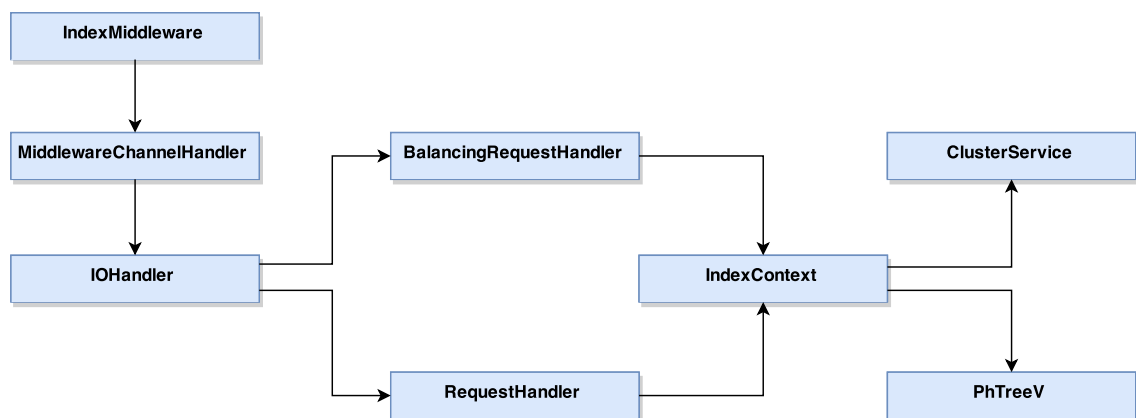 IndexMiddleware
MiddlewareChannelHandler
BalancingRequestHandler
ClusterService
IOHandler
IndexContext
RequestHandler
PhTreeV